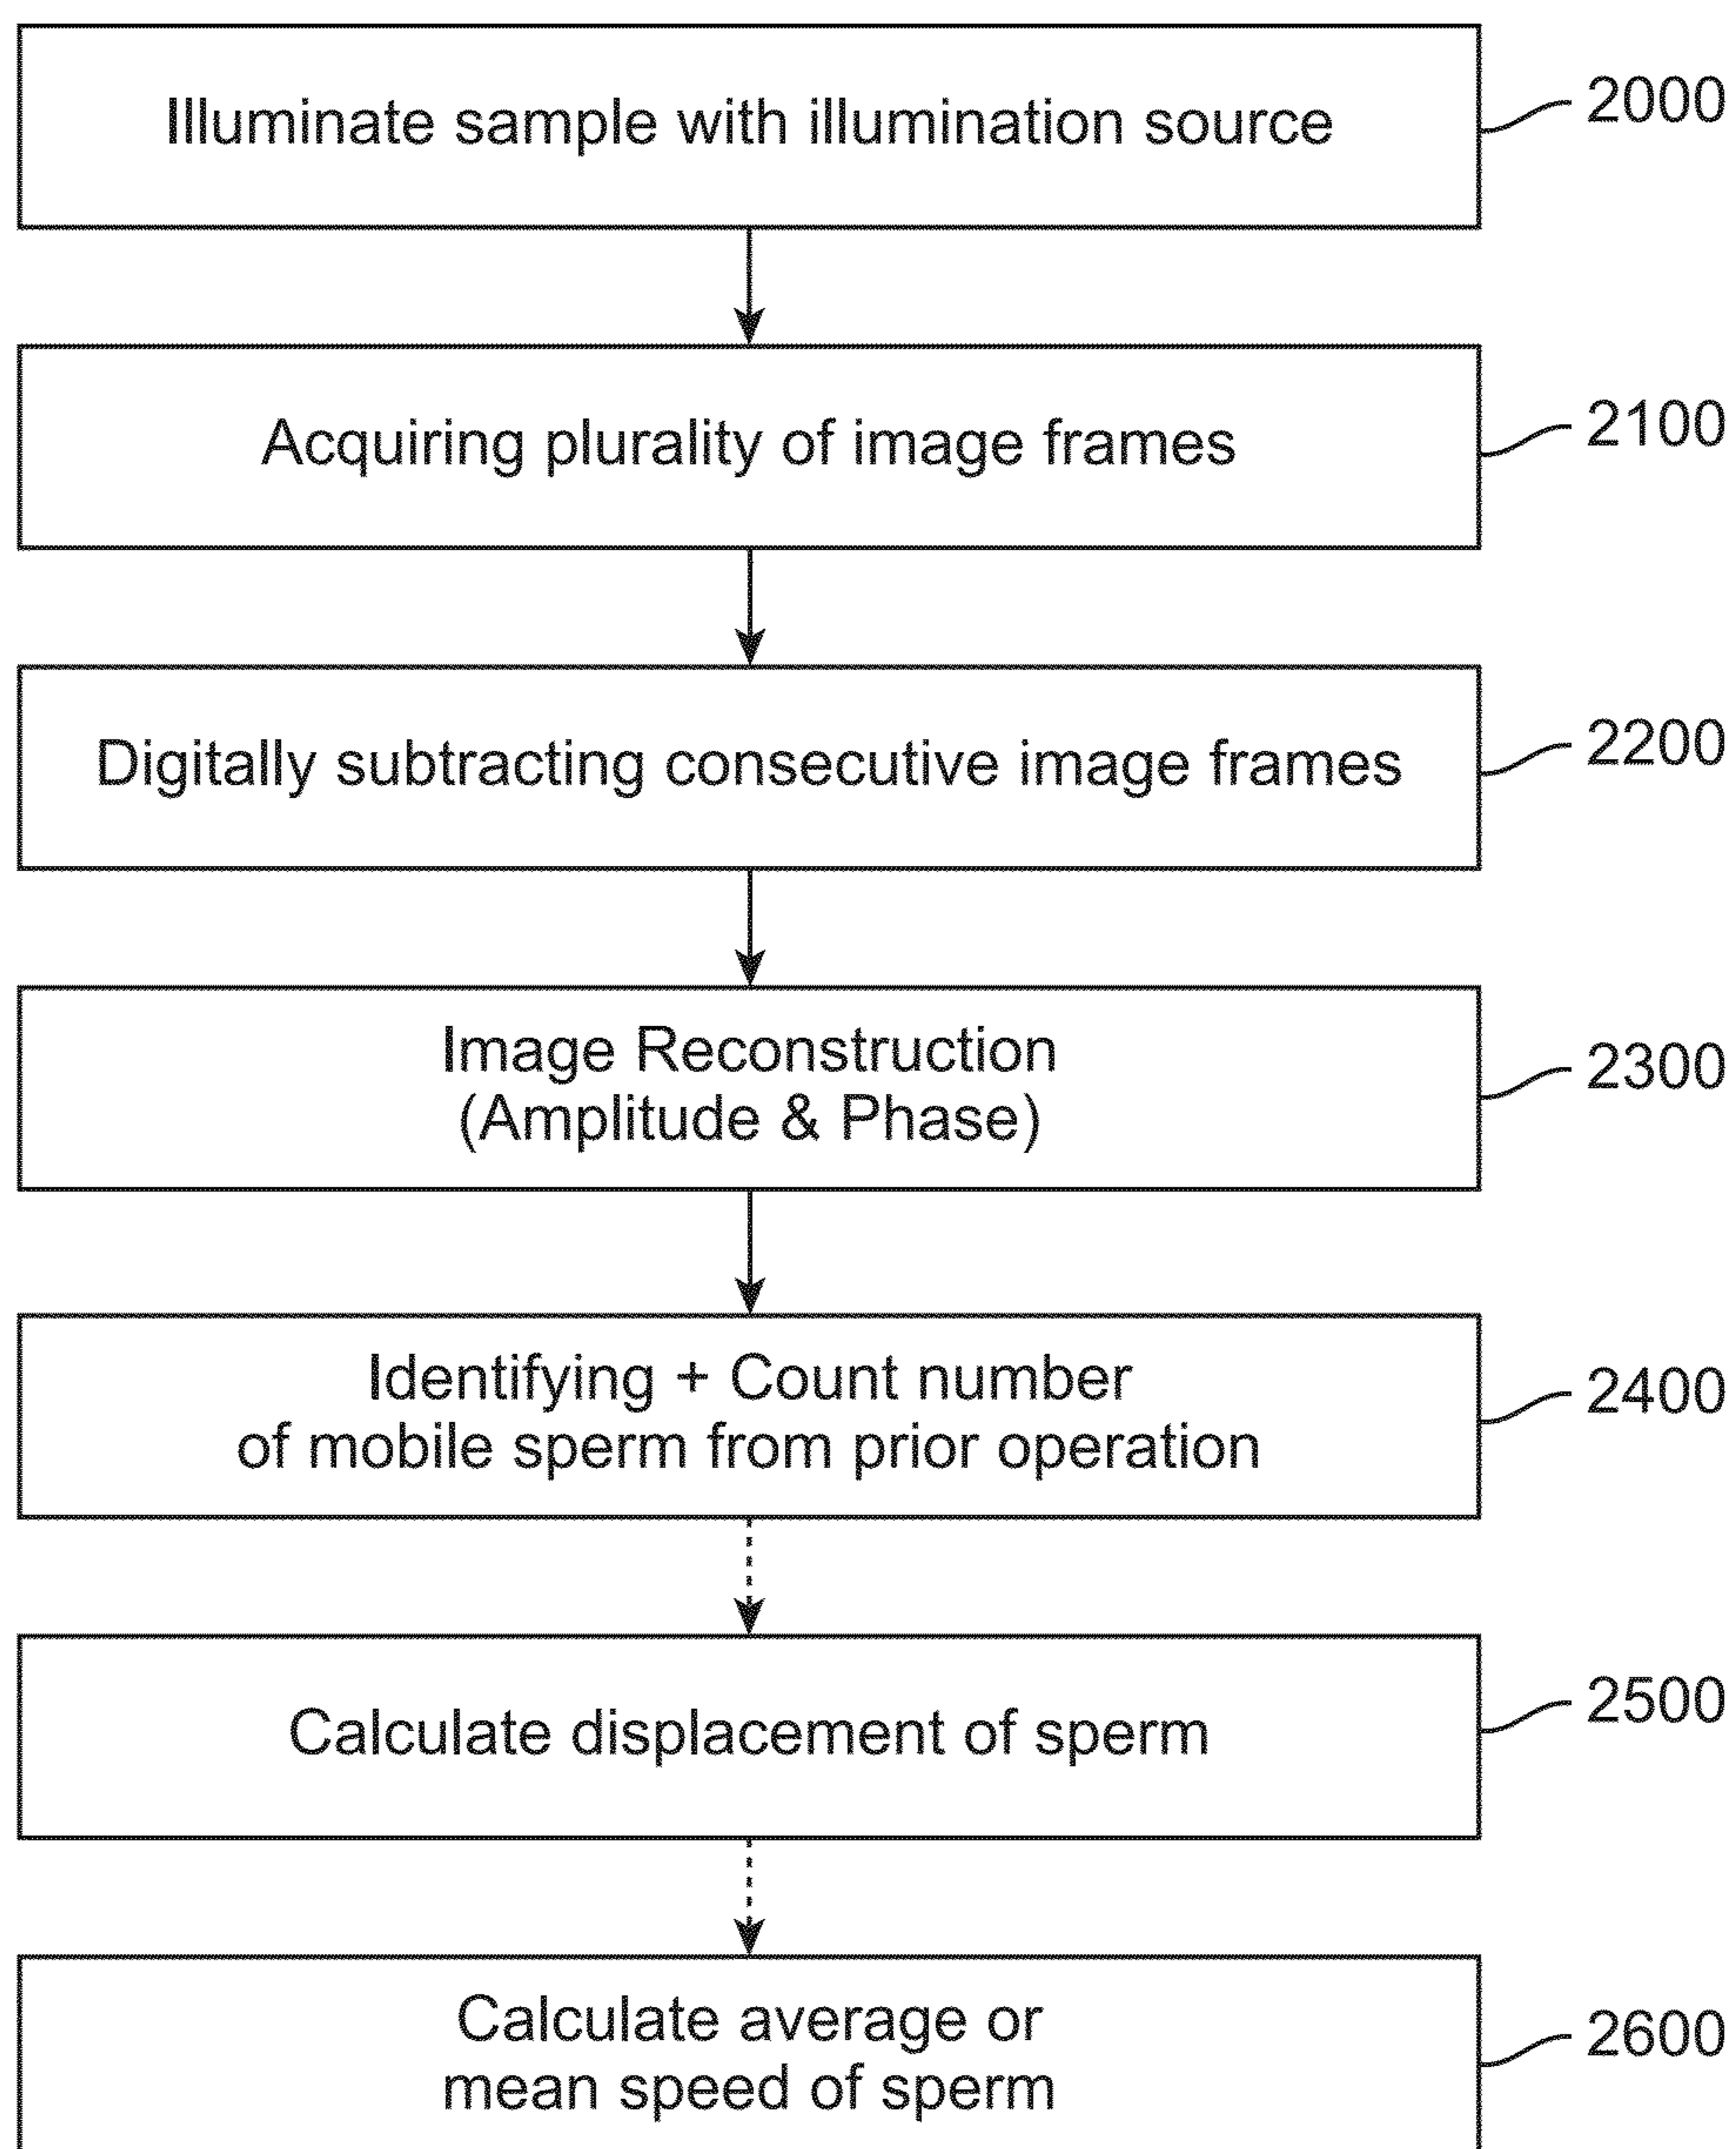 Illuminate sample with illumination source
2000
Acquiring plurality of image frames
2100
Digitally subtracting consecutive image frames
2200
Image Reconstruction
(Amplitude & Phase)
2300
Identifying + Count number
of mobile sperm from prior operation
2400
Calculate displacement of sperm
2500
Calculate average or
mean speed of sperm
2600